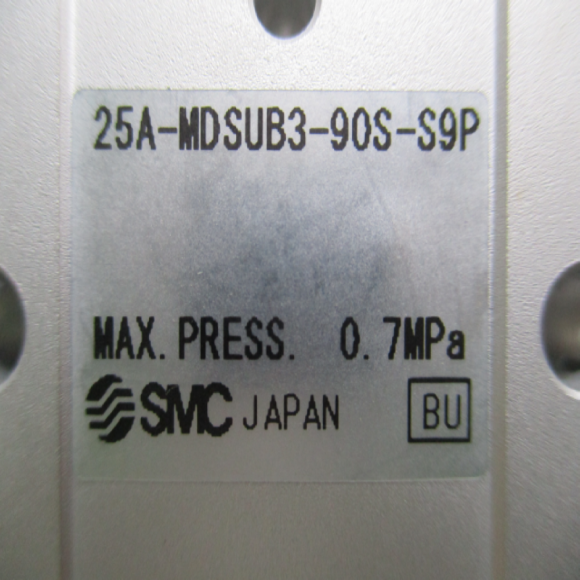 25A-MDSUB3-90S-S9P
MAX. PRESS. 0.7MPa
SMC JAPAN BU